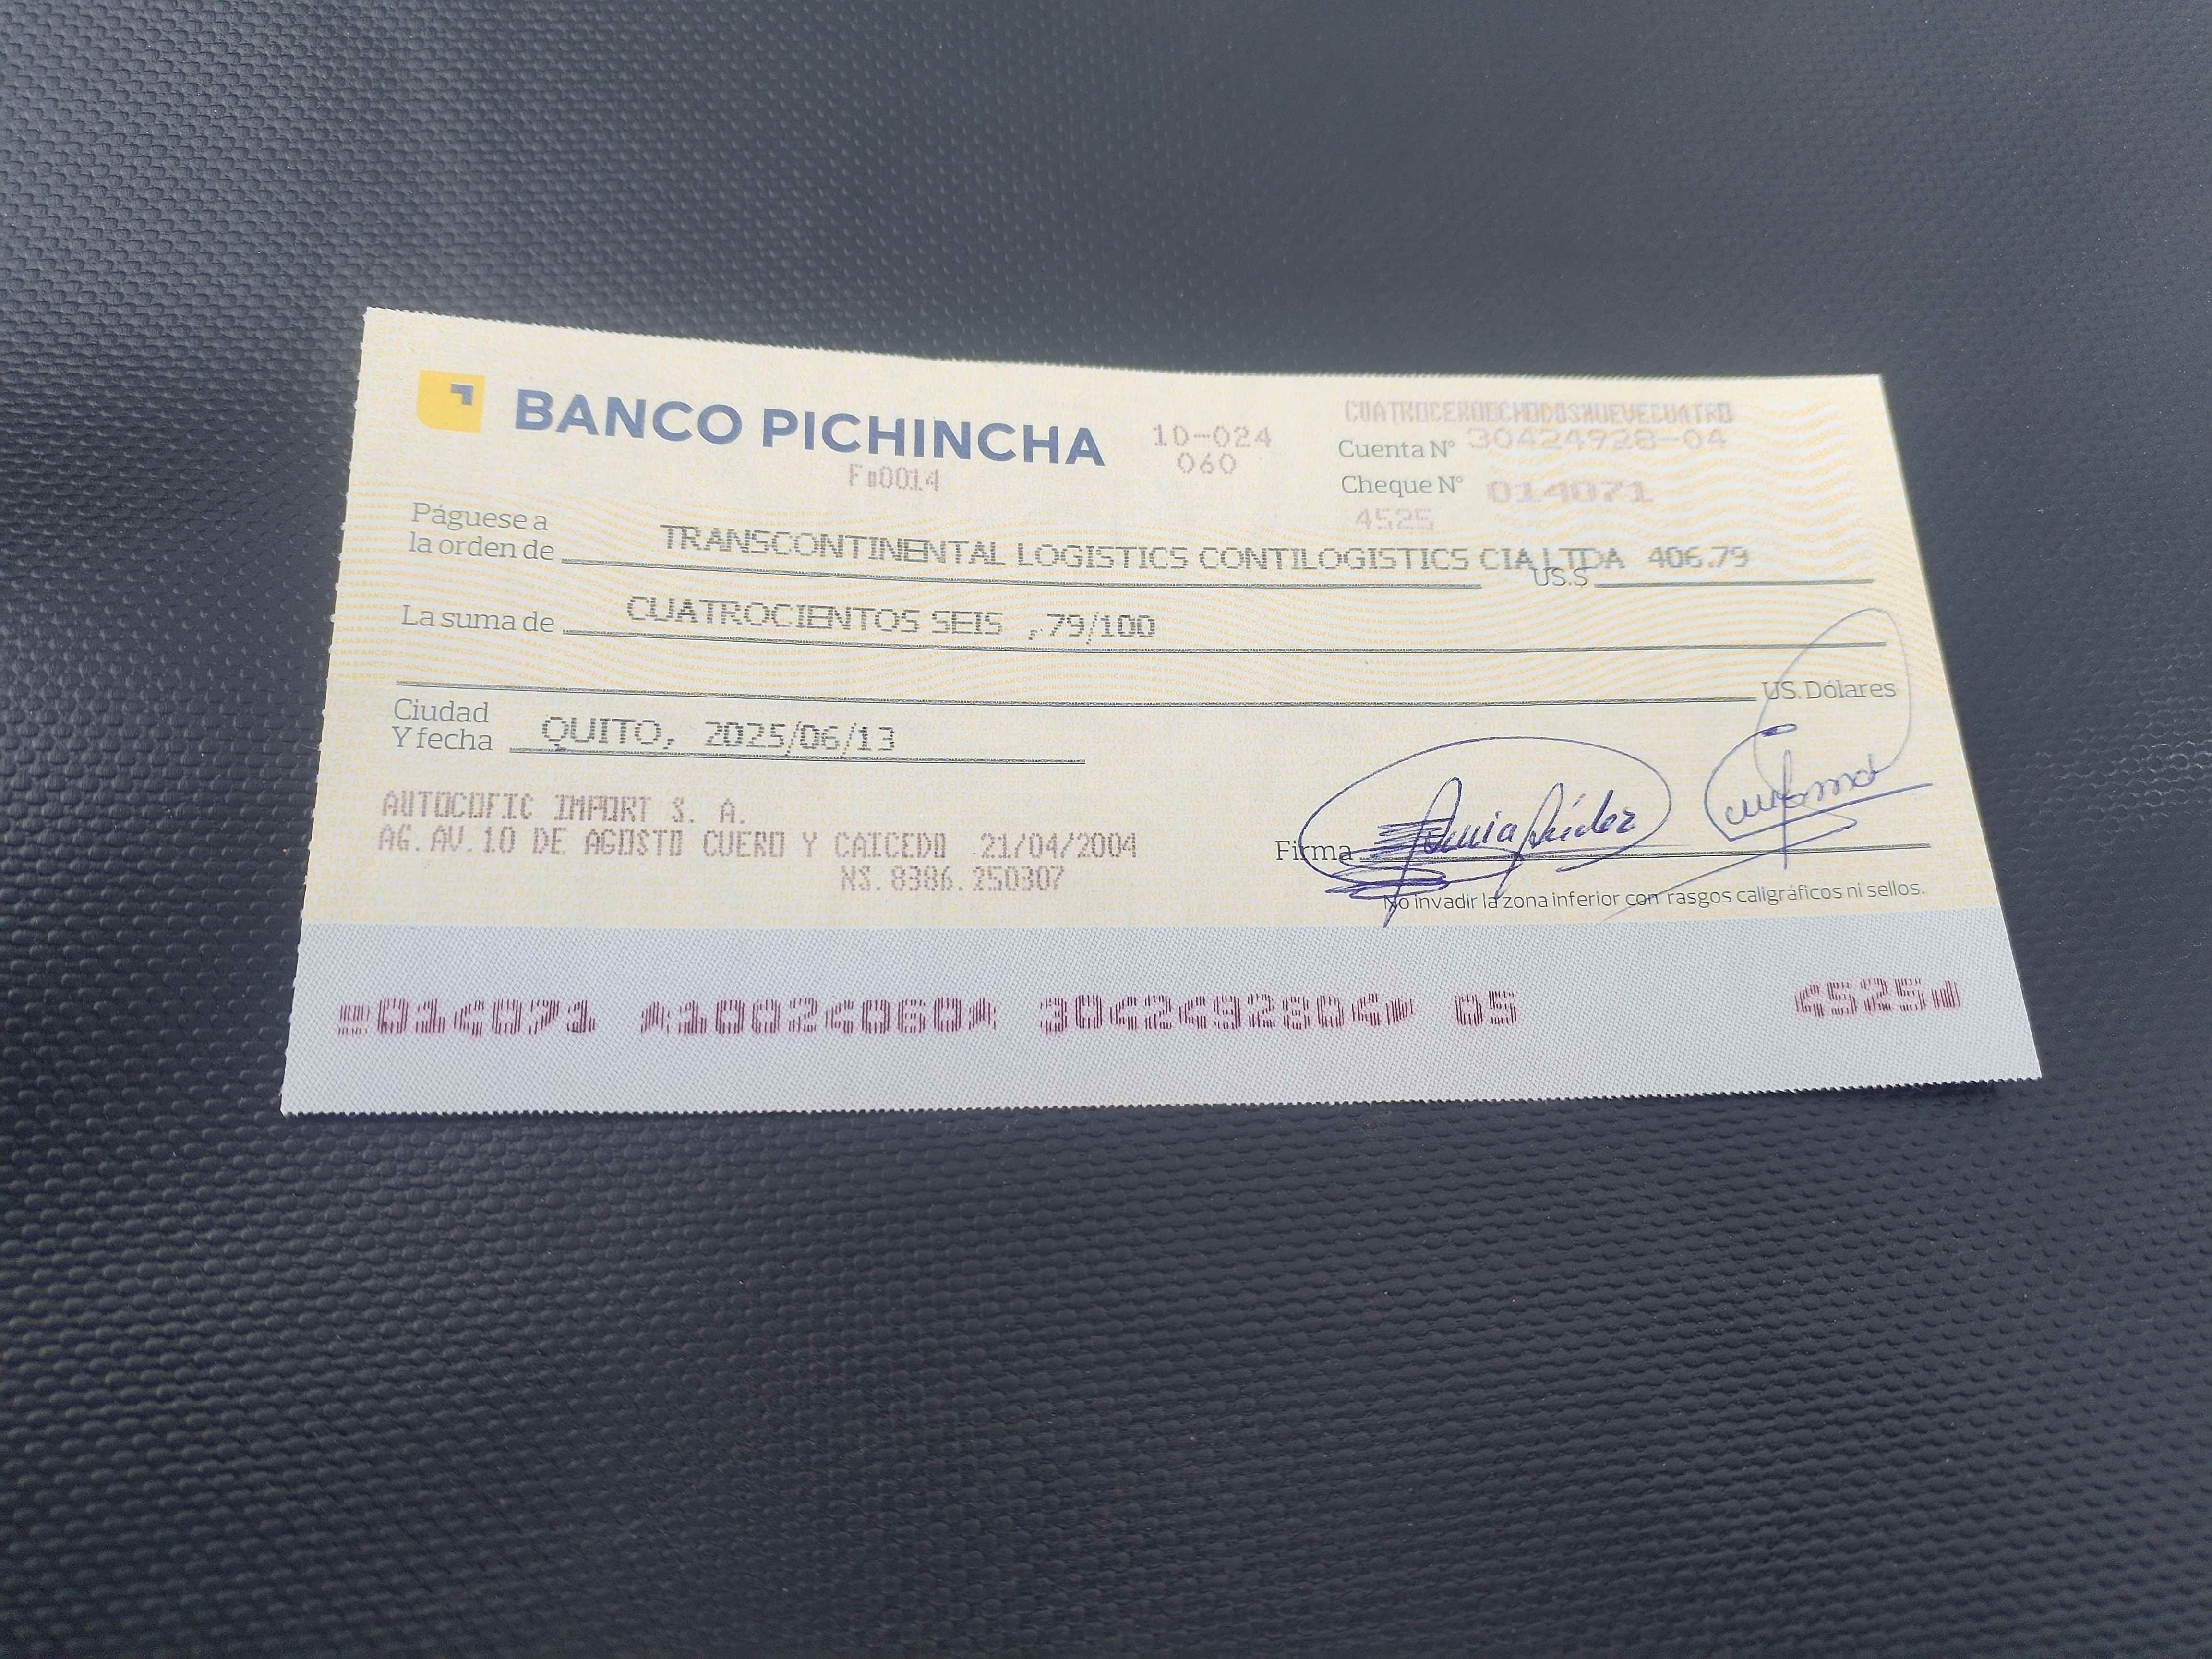 BANCO PICHINCHA
F 0014
10-024
060
Cuenta N° 30424928-04
Cheque N° 014071
4525
Páguese a
la orden de TRANSCONTINENTAL LOGISTICS CONTILOGISTICS CIA LTDA US.$ 406.79
La suma de CUATROCIENTOS SEIS ,79/100
US. Dólares
Ciudad
Y fecha QUITO, 2025/06/13
AUTOCOFIC IMPORT S. A.
AG. AV. 10 DE AGOSTO CUERO Y CAICEDO 21/04/2004
NS. 8386. 250307
Firma
No invadir la zona inferior con rasgos caligráficos ni sellos.
014071 10024060 3042492804 05 4525